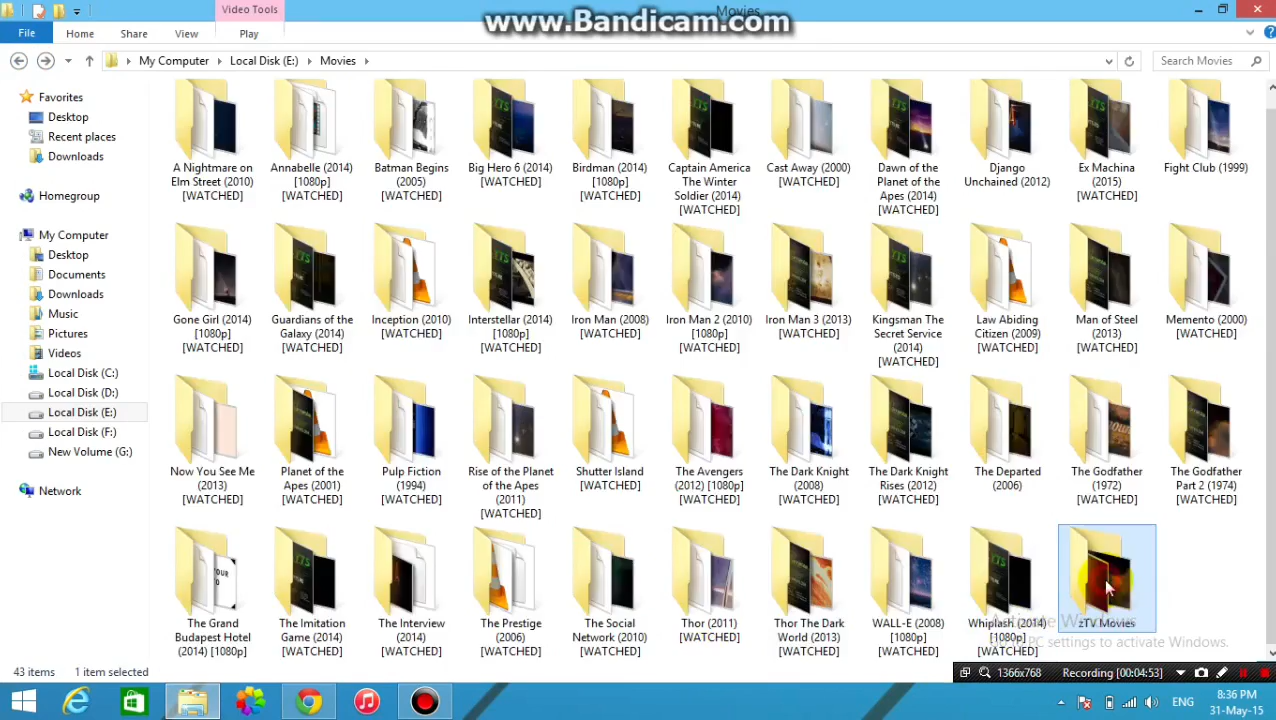 Video Tools
Movies
www.Bandicam.com
File
Home
Share
View
Play
My Computer
Local Disk (E:)
Movies
Search Movies
Favorites
Desktop
Recent places
Downloads
Homegroup
My Computer
Desktop
Documents
Downloads
Music
Pictures
Videos
Local Disk (C:)
Local Disk (D:)
Local Disk (E:)
Local Disk (F:)
New Volume (G:)
Network
A Nightmare on
Elm Street (2010)
[WATCHED]
Annabelle (2014)
[1080p]
[WATCHED]
Batman Begins
(2005)
[WATCHED]
Big Hero 6 (2014)
[WATCHED]
Birdman (2014)
[1080p]
[WATCHED]
Captain America
The Winter
Soldier (2014)
[WATCHED]
Cast Away (2000)
[WATCHED]
Dawn of the
Planet of the
Apes (2014)
[WATCHED]
Django
Unchained (2012)
Ex Machina
(2015)
[WATCHED]
Fight Club (1999)
Gone Girl (2014)
[1080p]
[WATCHED]
Guardians of the
Galaxy (2014)
[WATCHED]
Inception (2010)
[WATCHED]
Interstellar (2014)
[1080p]
[WATCHED]
Iron Man (2008)
[WATCHED]
Iron Man 2 (2010)
[1080p]
[WATCHED]
Iron Man 3 (2013)
[WATCHED]
Kingsman The
Secret Service
(2014)
[WATCHED]
Law Abiding
Citizen (2009)
[WATCHED]
Man of Steel
(2013)
[WATCHED]
Memento (2000)
[WATCHED]
Now You See Me
(2013)
[WATCHED]
Planet of the
Apes (2001)
[WATCHED]
Pulp Fiction
(1994)
[WATCHED]
Rise of the Planet
of the Apes
(2011)
[WATCHED]
Shutter Island
[WATCHED]
The Avengers
(2012) [1080p]
[WATCHED]
The Dark Knight
(2008)
[WATCHED]
The Dark Knight
Rises (2012)
[WATCHED]
The Departed
(2006)
The Godfather
(1972)
[WATCHED]
The Godfather
Part 2 (1974)
[WATCHED]
The Grand
Budapest Hotel
(2014) [1080p]
The Imitation
Game (2014)
[WATCHED]
The Interview
(2014)
[WATCHED]
The Prestige
(2006)
[WATCHED]
The Social
Network (2010)
[WATCHED]
Thor (2011)
[WATCHED]
Thor The Dark
World (2013)
[WATCHED]
WALL-E (2008)
[1080p]
[WATCHED]
Whiplash (2014)
[1080p]
[WATCHED]
zTV Movies
Activate Windows
PC settings to activate Windows.
43 items
1 item selected
1366x768
Recording [00:04:53]
ENG
8:36 PM
31-May-15